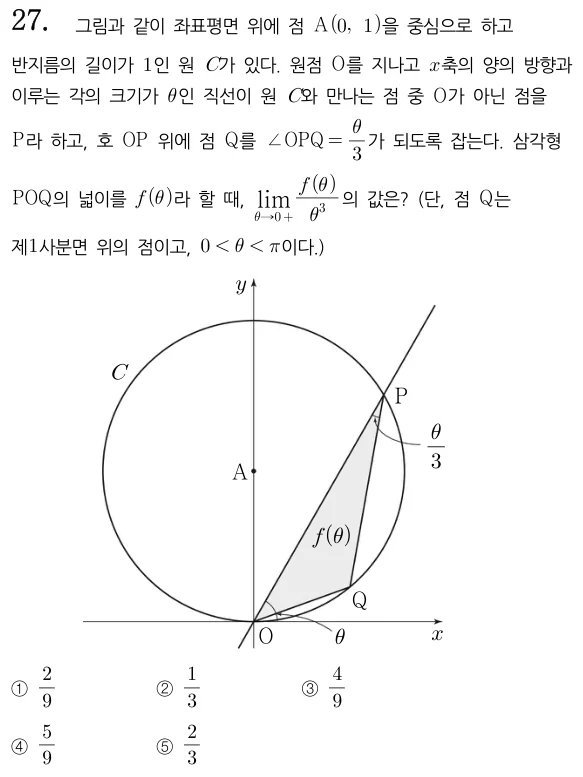 27. 그림과 같이 좌표평면 위에 점 A(0, 1)을 중심으로 하고
반지름의 길이가 1인 원 C가 있다. 원점 O를 지나고 x축의 양의 방향과
이루는 각의 크기가 θ인 직선이 원 C와 만나는 점 중 O가 아닌 점을
P라 하고, 호 OP 위에 점 Q를 ∠OPQ = θ/3가 되도록 잡는다. 삼각형
POQ의 넓이를 f(θ)라 할 때, lim θ→0+ f(θ)/θ³의 값은? (단, 점 Q는
제1사분면 위의 점이고, 0 < θ < π이다.)
y
C
P
θ/3
A
f(θ)
Q
O
θ
x
① 2/9 ② 1/3 ③ 4/9
④ 5/9 ⑤ 2/3